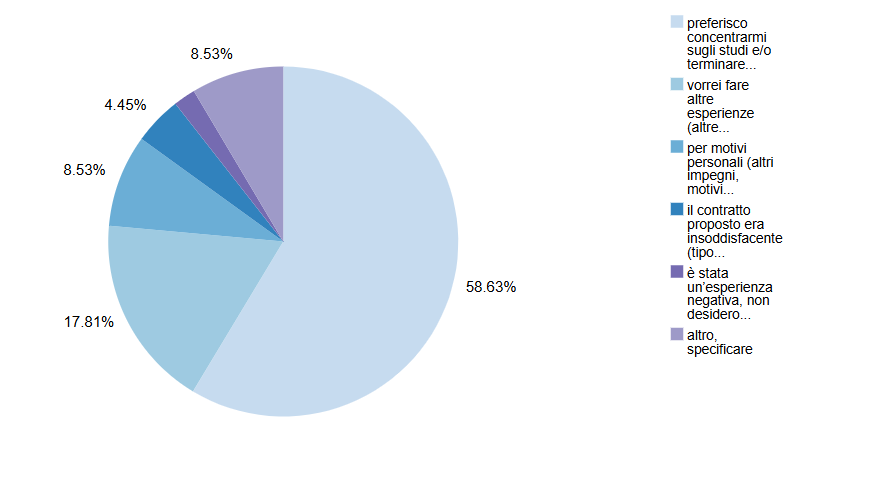 8.53%
4.45%
8.53%
17.81%
58.63%
preferisco
concentrarmi
sugli studi e/o
terminare...
vorrei fare
altre
esperienze
(altre...
per motivi
personali (altri
impegni,
motivi...
il contratto
proposto era
insoddisfacente
(tipo...
è stata
un'esperienza
negativa, non
desidero...
altro,
specificare